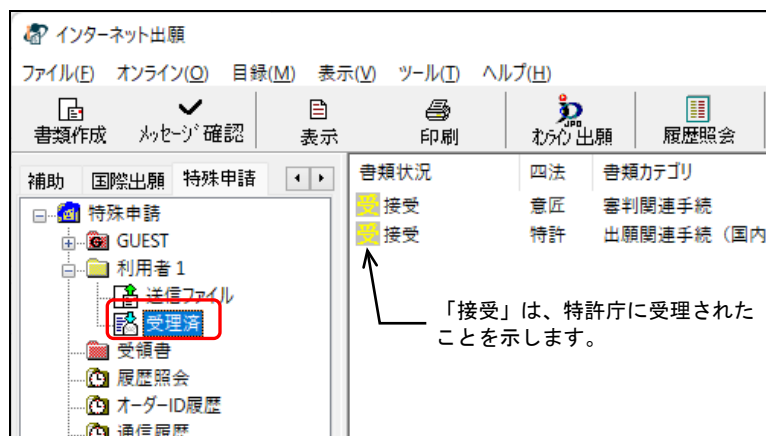 インターネット出願
ファイル(F) オンライン(O) 目録(M) 表示(V) ツール(T) ヘルプ(H)
書類作成 メッセージ確認 表示 印刷 JPO オンライン出願 履歴照会
補助 国際出願 特殊申請
書類状況 四法 書類カテゴリ
特殊申請
GUEST
利用者1
送信ファイル
受理済
受領書
履歴照会
オーダーID履歴
通信履歴
受 接受 意匠 審判関連手続
受 接受 特許 出願関連手続（国内
「接受」は、特許庁に受理された
ことを示します。